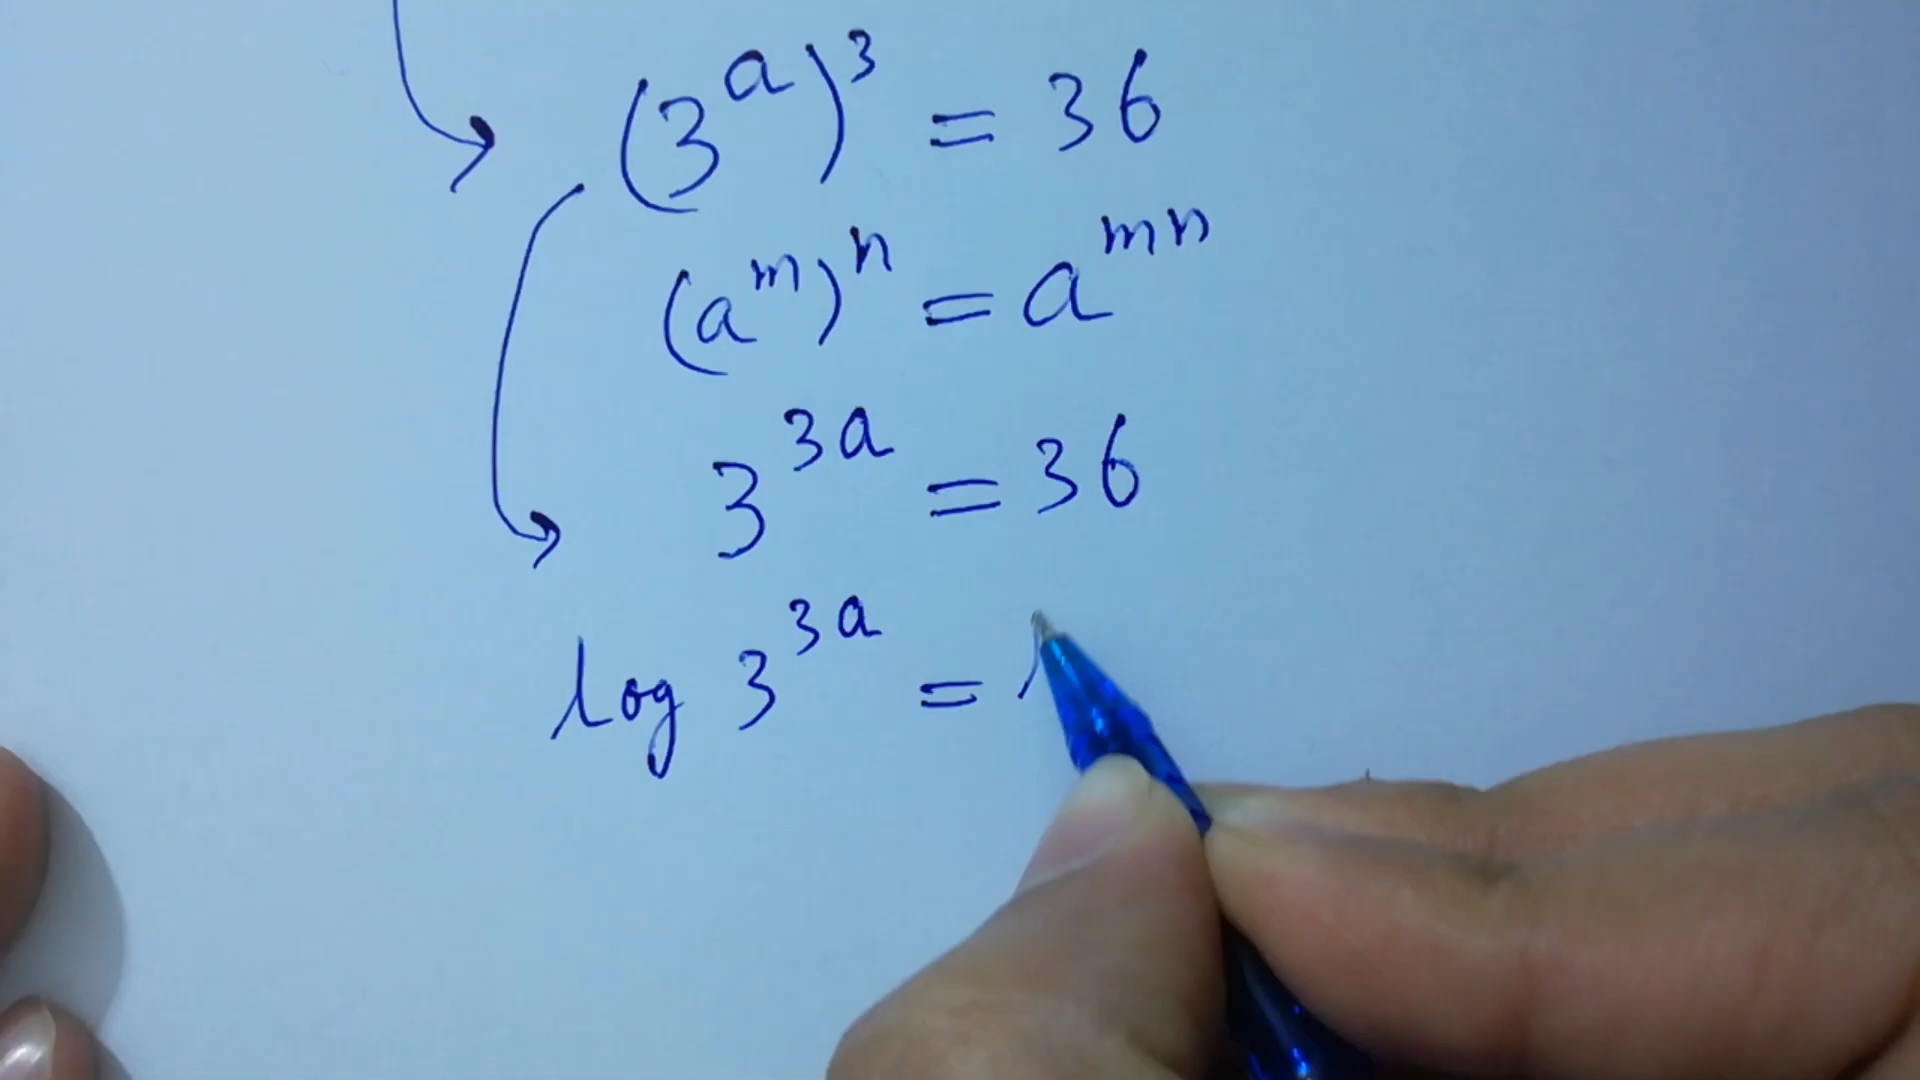 (3^a)^3 = 36
(a^m)^n = a^mn
3^3a = 36
log 3^3a =